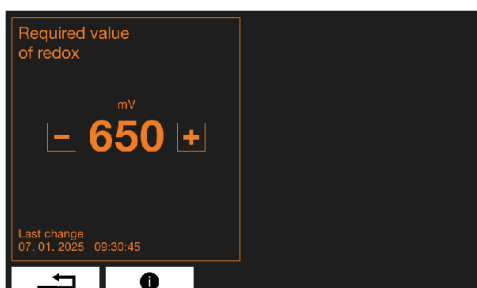 Required value
of redox
mV
− 650 +
Last change
07. 01. 2025 09:30:45